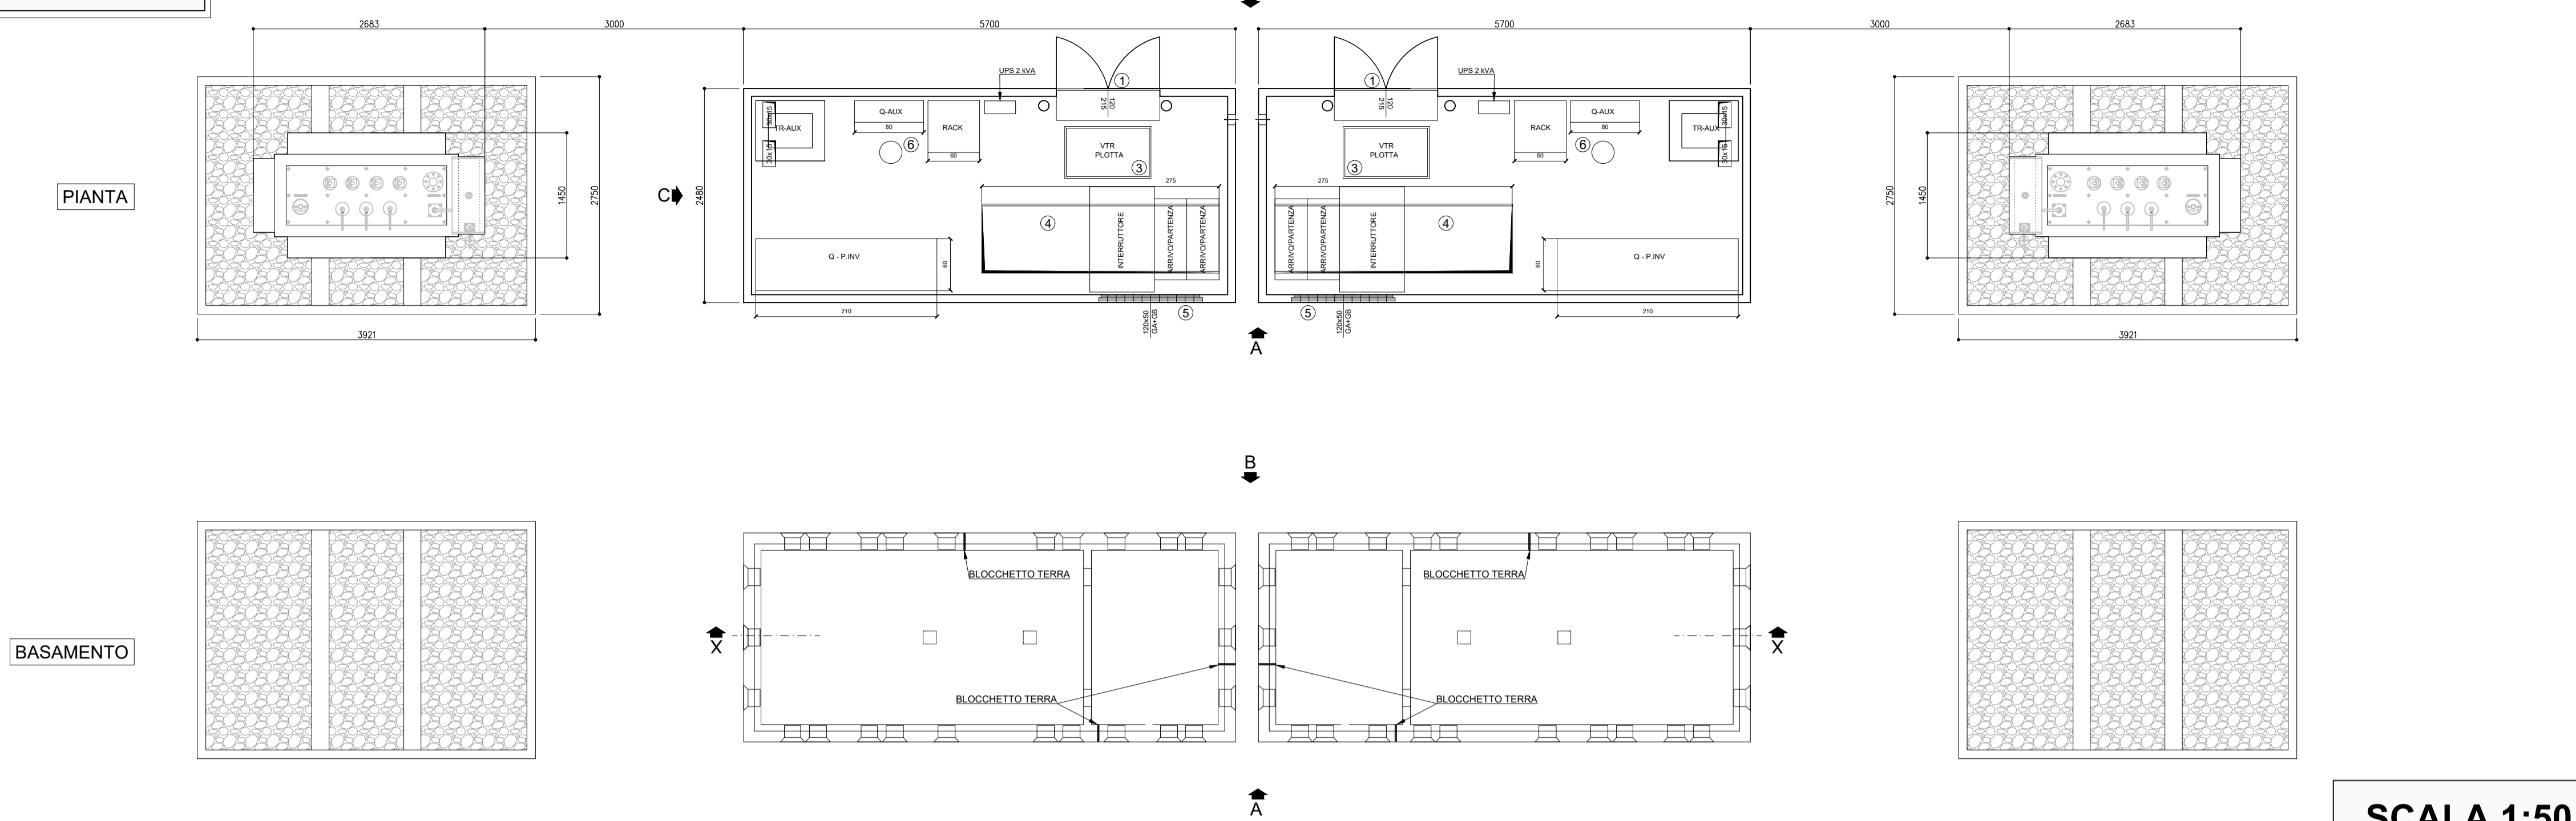 2683
3000
5700
5700
3000
2683
PIANTA
2750
1450
3921
C
2480
30x15
TR-AUX
30x15
Q-AUX
80
6
RACK
60
UPS 2 kVA
1
120
215
VTR
PLOTTA
3
275
4
INTERRUTTORE
ARRIVO/PARTENZA
ARRIVO/PARTENZA
Q - P.INV
60
210
120x50
GA+GB
5
A
1
120
215
UPS 2 kVA
VTR
PLOTTA
3
RACK
60
Q-AUX
80
6
TR-AUX
30x15
30x15
275
ARRIVO/PARTENZA
ARRIVO/PARTENZA
INTERRUTTORE
4
60
Q - P.INV
210
5
120x50
GA+GB
2750
1450
3921
B
BASAMENTO
X
BLOCCHETTO TERRA
BLOCCHETTO TERRA
BLOCCHETTO TERRA
BLOCCHETTO TERRA
X
A
SCALA 1:50